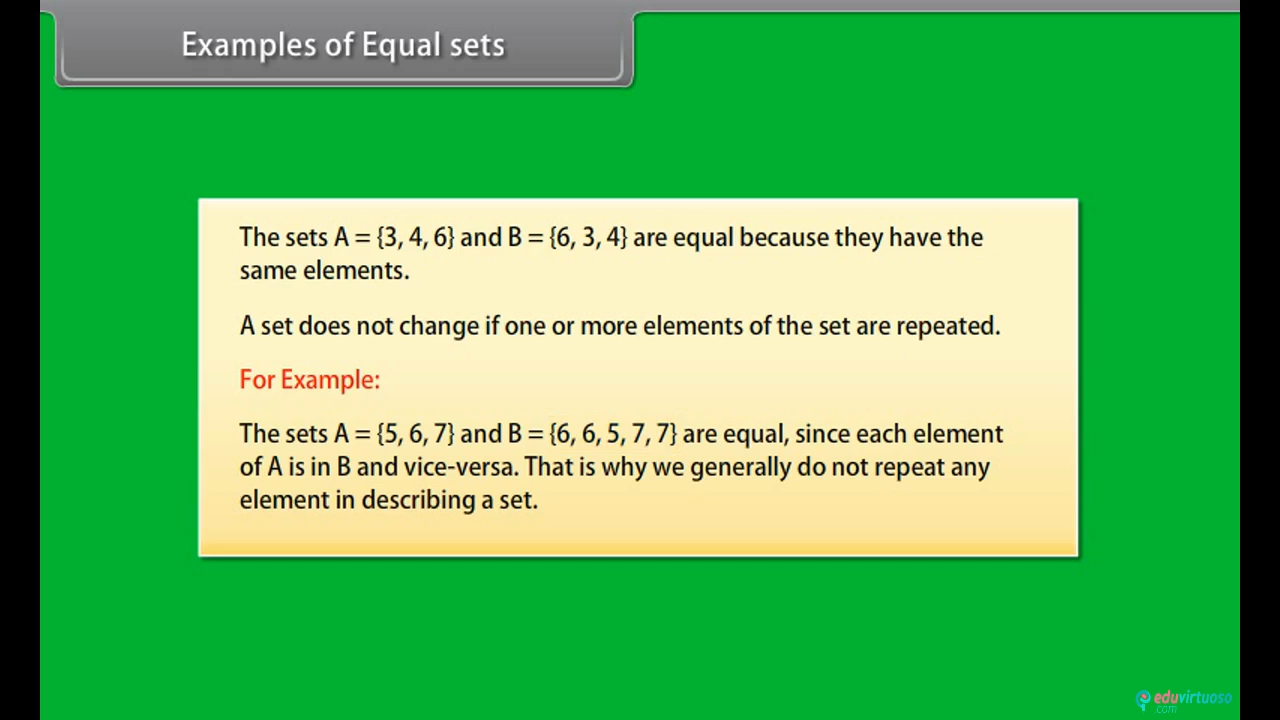 Examples of Equal sets
The sets A = {3, 4, 6} and B = {6, 3, 4} are equal because they have the
same elements.
A set does not change if one or more elements of the set are repeated.
For Example:
The sets A = {5, 6, 7} and B = {6, 6, 5, 7, 7} are equal, since each element
of A is in B and vice-versa. That is why we generally do not repeat any
element in describing a set.
eduvirtuoso
.com